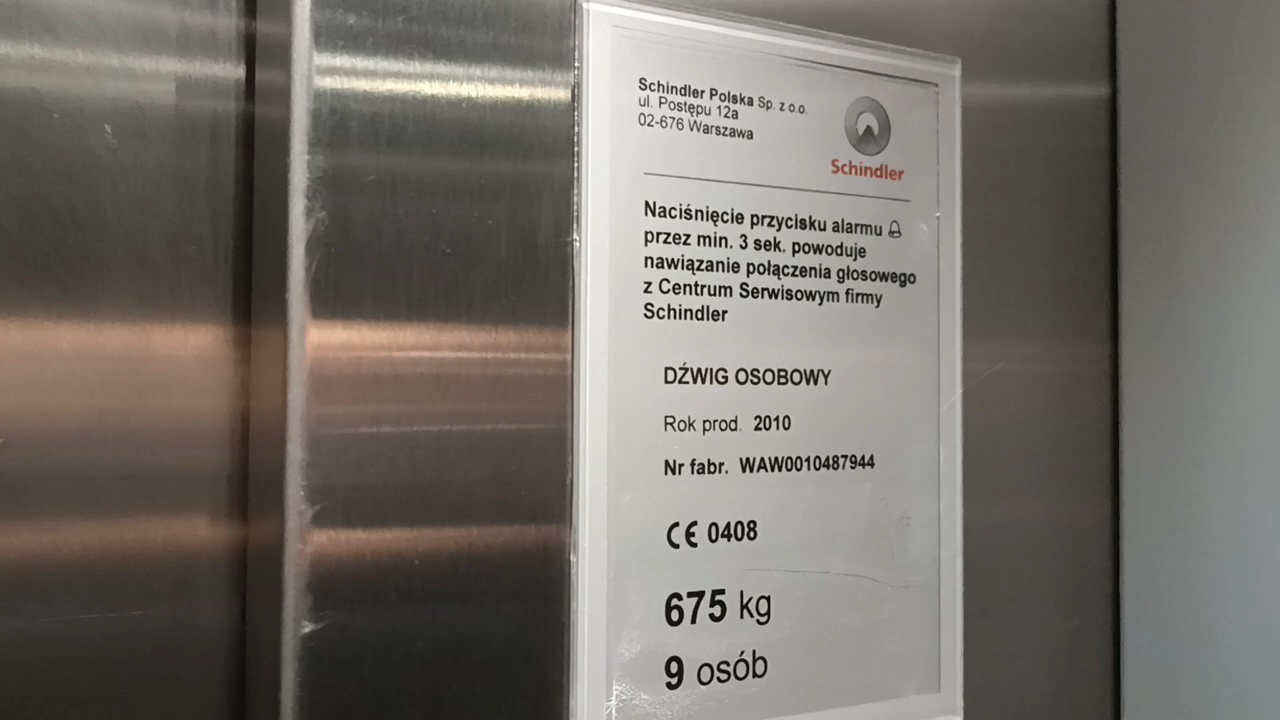 Schindler Polska Sp. z o.o.
ul. Postępu 12a
02-676 Warszawa
Schindler
Naciśnięcie przycisku alarmu
przez min. 3 sek. powoduje
nawiązanie połączenia głosowego
z Centrum Serwisowym firmy
Schindler
DŹWIG OSOBOWY
Rok prod. 2010
Nr fabr. WAW0010487944
CE 0408
675 kg
9 osób